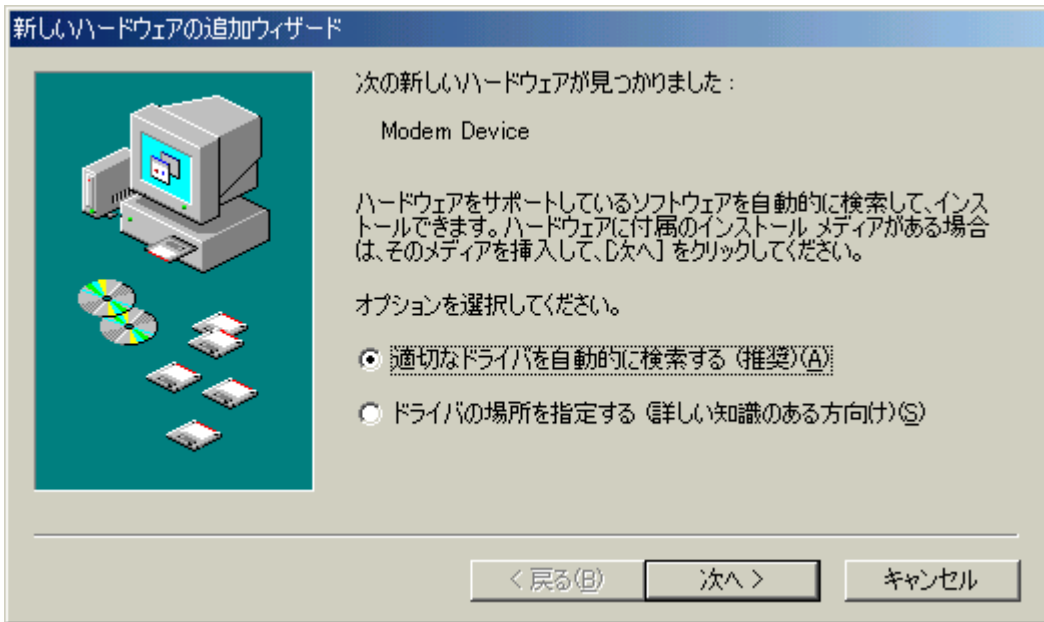 新しいハードウェアの追加ウィザード
次の新しいハードウェアが見つかりました :
Modem Device
ハードウェアをサポートしているソフトウェアを自動的に検索して、インス
トールできます。ハードウェアに付属のインストール メディアがある場合
は、そのメディアを挿入して、[次へ] をクリックしてください。
オプションを選択してください。
適切なドライバを自動的に検索する (推奨)(A)
ドライバの場所を指定する (詳しい知識のある方向け)(S)
< 戻る(B)
次へ >
キャンセル